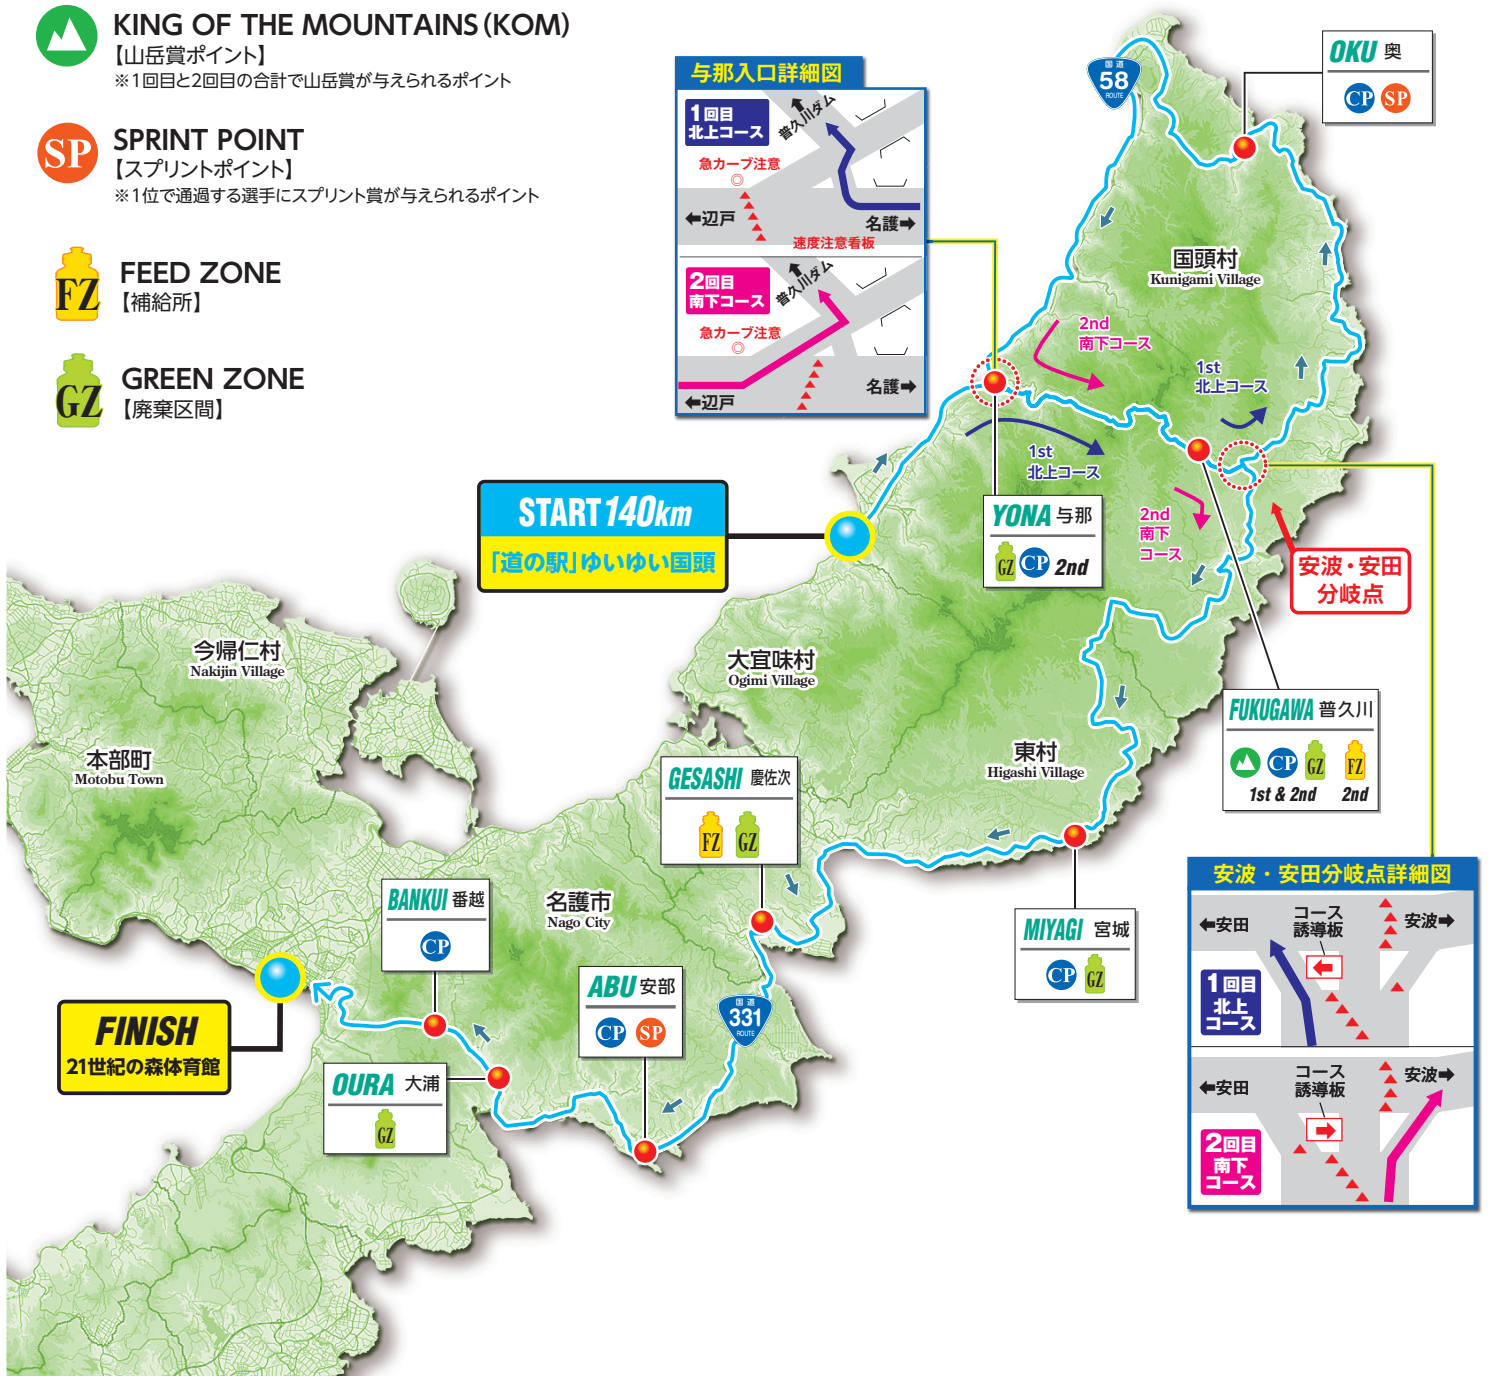 KING OF THE MOUNTAINS (KOM)
【山岳賞ポイント】
※1回目と2回目の合計で山岳賞が与えられるポイント
SP
SPRINT POINT
【スプリントポイント】
※1位で通過する選手にスプリント賞が与えられるポイント
FZ
FEED ZONE
【補給所】
GZ
GREEN ZONE
【廃棄区間】
与那入口詳細図
1回目
北上コース
普久川ダム
急カーブ注意
◎
←辺戸
名護→
速度注意看板
2回目
南下コース
普久川ダム
急カーブ注意
◎
名護→
←辺戸
国道
58
ROUTE
OKU 奥
CP SP
国頭村
Kunigami Village
2nd
南下コース
1st
北上コース
1st
北上コース
2nd
南下
コース
START 140km
「道の駅」ゆいゆい国頭
YONA 与那
GZ CP 2nd
安波・安田
分岐点
FUKUGAWA 普久川
CP GZ FZ
1st & 2nd 2nd
今帰仁村
Nakijin Village
大宜味村
Ogimi Village
本部町
Motobu Town
東村
Higashi Village
GESASHI 慶佐次
FZ GZ
BANKUI 番越
CP
名護市
Nago City
ABU 安部
CP SP
国道
331
ROUTE
MIYAGI 宮城
CP GZ
FINISH
21世紀の森体育館
OURA 大浦
GZ
安波・安田分岐点詳細図
←安田
コース
誘導板
安波→
1回目
北上
コース
←安田
コース
誘導板
安波→
2回目
南下
コース